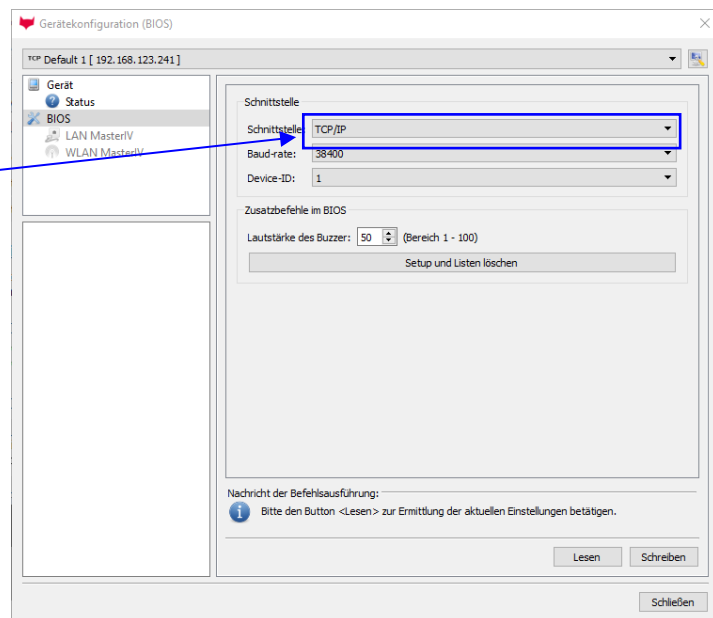 Gerätekonfiguration (BIOS)
TCP Default 1 [ 192.168.123.241 ]
Gerät
Status
BIOS
LAN MasterIV
WLAN MasterIV
Schnittstelle
Schnittstelle: TCP/IP
Baud-rate: 38400
Device-ID: 1
Zusatzbefehle im BIOS
Lautstärke des Buzzer: 50 (Bereich 1 - 100)
Setup und Listen löschen
Nachricht der Befehlsausführung:
Bitte den Button <Lesen> zur Ermittlung der aktuellen Einstellungen betätigen.
Lesen Schreiben
Schließen